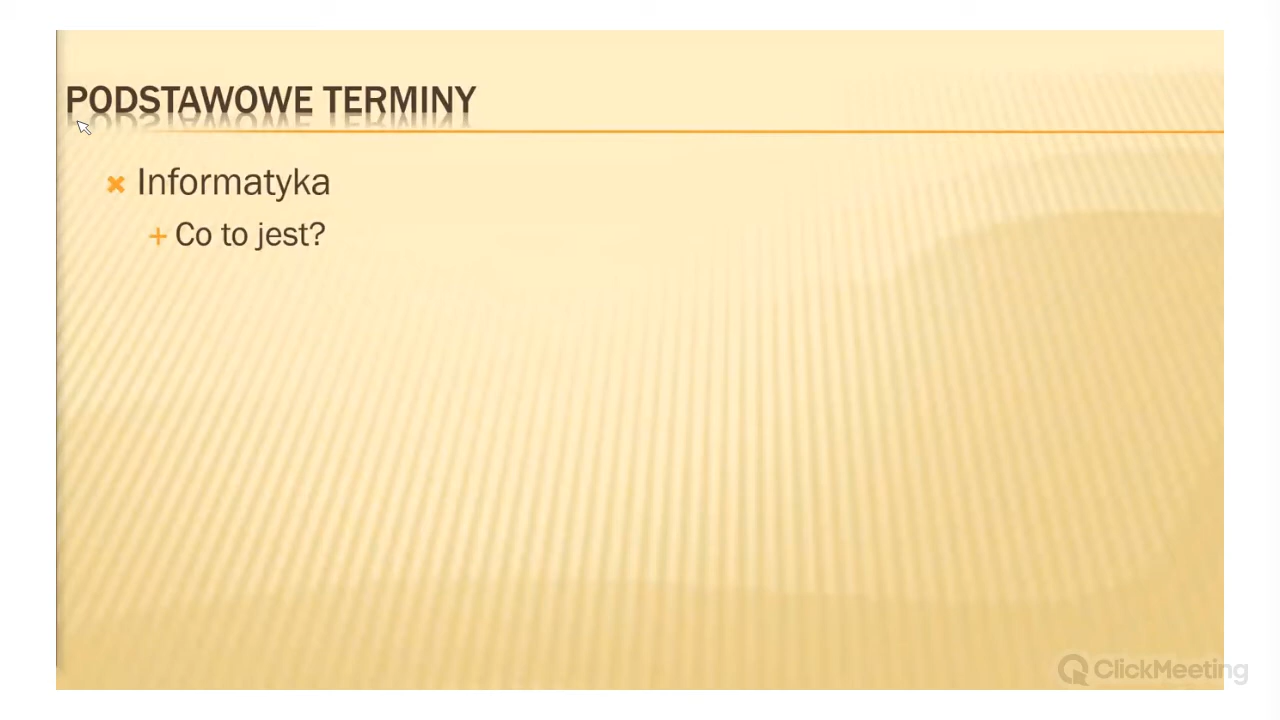 PODSTAWOWE TERMINY
Informatyka
Co to jest?
ClickMeeting